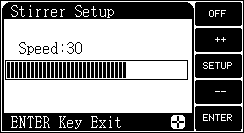 Stirrer Setup
Speed:30
ENTER Key Exit
OFF
++
SETUP
--
ENTER